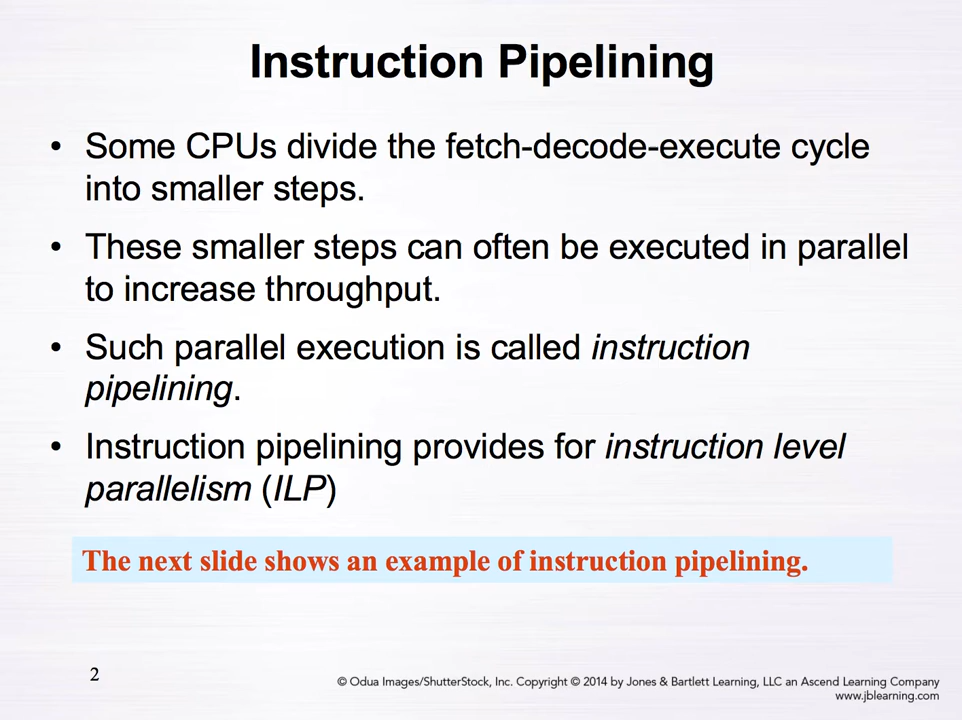 Instruction Pipelining
• Some CPUs divide the fetch-decode-execute cycle
into smaller steps.
• These smaller steps can often be executed in parallel
to increase throughput.
• Such parallel execution is called instruction
pipelining.
• Instruction pipelining provides for instruction level
parallelism (ILP)
The next slide shows an example of instruction pipelining.
2
© Odua Images/ShutterStock, Inc. Copyright © 2014 by Jones & Bartlett Learning, LLC an Ascend Learning Company
www.jblearning.com